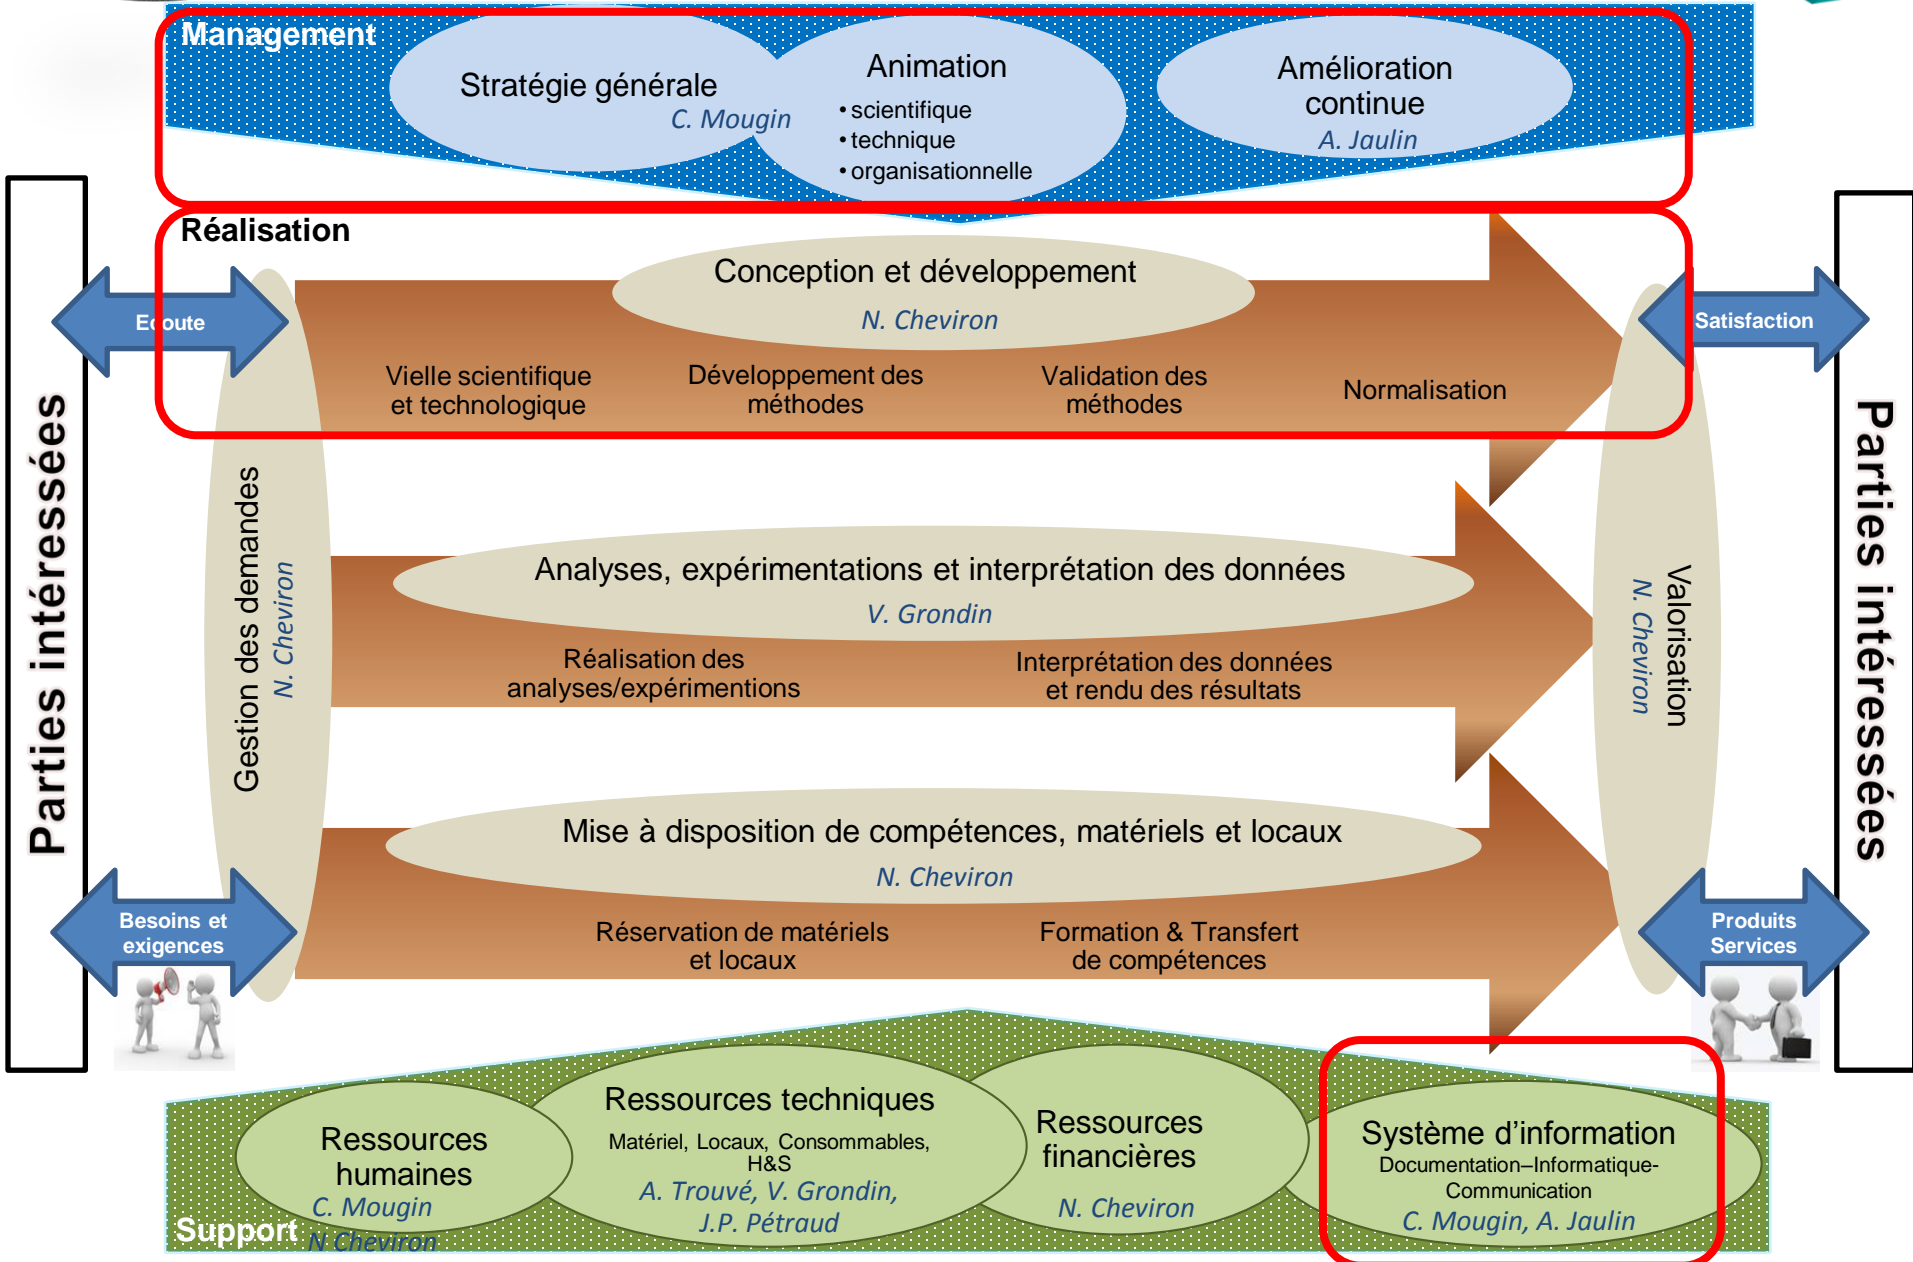 Management
Stratégie générale
C. Mougin
Animation
• scientifique
• technique
• organisationnelle
Amélioration
continue
A. Jaulin
Parties intéressées
Réalisation
Ecoute
Conception et développement
N. Cheviron
Vielle scientifique
et technologique
Développement des
méthodes
Validation des
méthodes
Normalisation
Satisfaction
Gestion des demandes
N. Cheviron
Analyses, expérimentations et interprétation des données
V. Grondin
Réalisation des
analyses/expérimentions
Interprétation des données
et rendu des résultats
Valorisation
N. Cheviron
Parties intéressées
Mise à disposition de compétences, matériels et locaux
N. Cheviron
Réservation de matériels
et locaux
Formation & Transfert
de compétences
Besoins et
exigences
Produits
Services
Ressources
humaines
C. Mougin
N Cheviron
Ressources techniques
Matériel, Locaux, Consommables,
H&S
A. Trouvé, V. Grondin,
J.P. Pétraud
Ressources
financières
N. Cheviron
Système d’information
Documentation–Informatique-
Communication
C. Mougin, A. Jaulin
Support